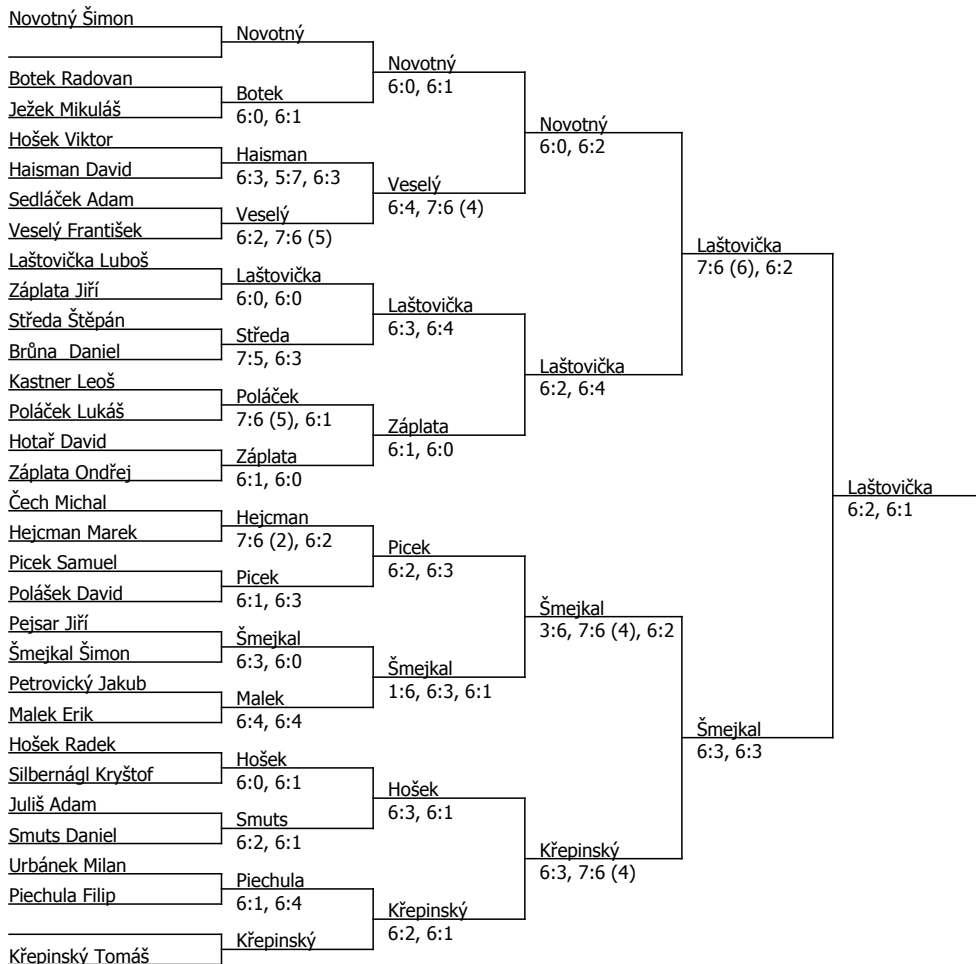 Novotný Šimon
Novotný
Botek Radovan
Novotný
6:0, 6:1
Ježek Mikuláš
Botek
6:0, 6:1
Hošek Viktor
Novotný
6:0, 6:2
Haisman David
Haisman
6:3, 5:7, 6:3
Sedláček Adam
Veselý
6:4, 7:6 (4)
Veselý František
Veselý
6:2, 7:6 (5)
Laštovička Luboš
Laštovička
7:6 (6), 6:2
Záplata Jiří
Laštovička
6:0, 6:0
Středa Štěpán
Laštovička
6:3, 6:4
Brůna  Daniel
Středa
7:5, 6:3
Kastner Leoš
Laštovička
6:2, 6:4
Poláček Lukáš
Poláček
7:6 (5), 6:1
Hotař David
Záplata
6:1, 6:0
Záplata Ondřej
Záplata
6:1, 6:0
Čech Michal
Laštovička
6:2, 6:1
Hejcman Marek
Hejcman
7:6 (2), 6:2
Picek Samuel
Picek
6:2, 6:3
Polášek David
Picek
6:1, 6:3
Pejsar Jiří
Šmejkal
3:6, 7:6 (4), 6:2
Šmejkal Šimon
Šmejkal
6:3, 6:0
Petrovický Jakub
Šmejkal
1:6, 6:3, 6:1
Malek Erik
Malek
6:4, 6:4
Hošek Radek
Šmejkal
6:3, 6:3
Silbernágl Kryštof
Hošek
6:0, 6:1
Juliš Adam
Hošek
6:3, 6:1
Smuts Daniel
Smuts
6:2, 6:1
Urbánek Milan
Křepinský
6:3, 7:6 (4)
Piechula Filip
Piechula
6:1, 6:4
Křepinský
6:2, 6:1
Křepinský Tomáš
Křepinský